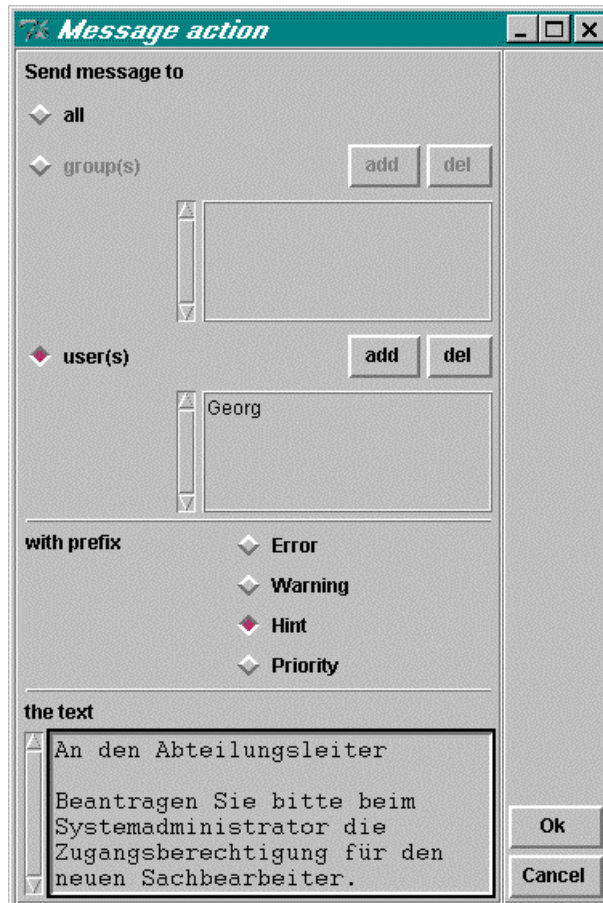 Message action
Send message to
all
group(s) add del
user(s) add del
Georg
with prefix Error
Warning
Hint
Priority
the text
An den Abteilungsleiter
Beantragen Sie bitte beim
Systemadministrator die
Zugangsberechtigung für den
neuen Sachbearbeiter.
Ok
Cancel